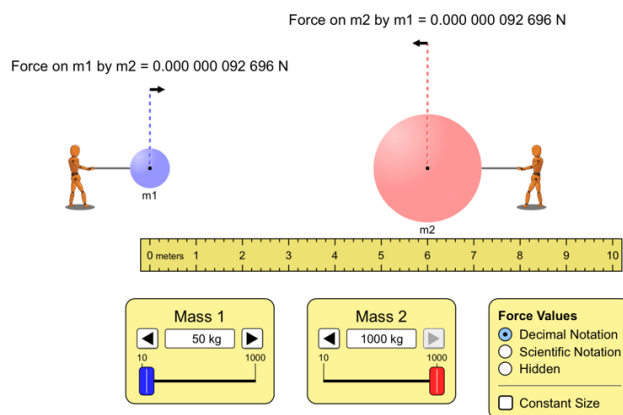 Force on m2 by m1 = 0.000 000 092 696 N
Force on m1 by m2 = 0.000 000 092 696 N
m1
m2
0 meters 1 2 3 4 5 6 7 8 9 10
Mass 1
50 kg
10 1000
Mass 2
1000 kg
10 1000
Force Values
Decimal Notation
Scientific Notation
Hidden
Constant Size